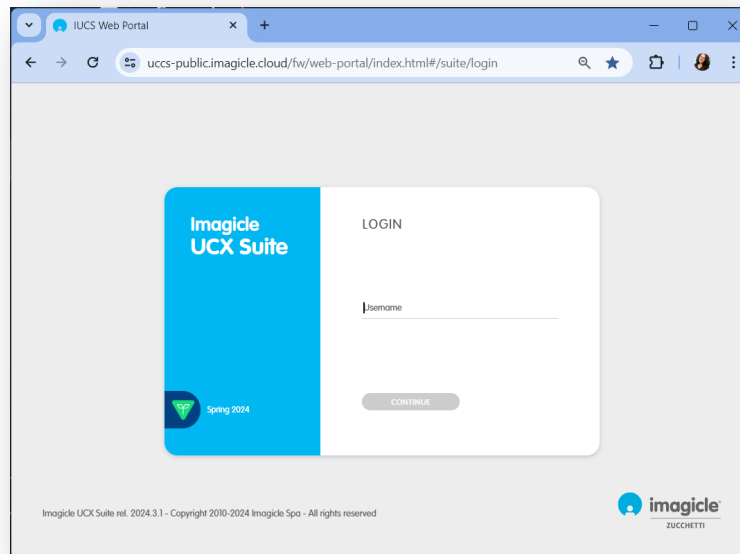 IUCS Web Portal
uccs-public.imagicle.cloud/fw/web-portal/index.html#/suite/login
Imagicle
UCX Suite
LOGIN
Username
CONTINUE
Spring 2024
Imagicle UCX Suite rel. 2024.3.1 - Copyright 2010-2024 Imagicle Spa - All rights reserved
imagicle
ZUCCHETTI